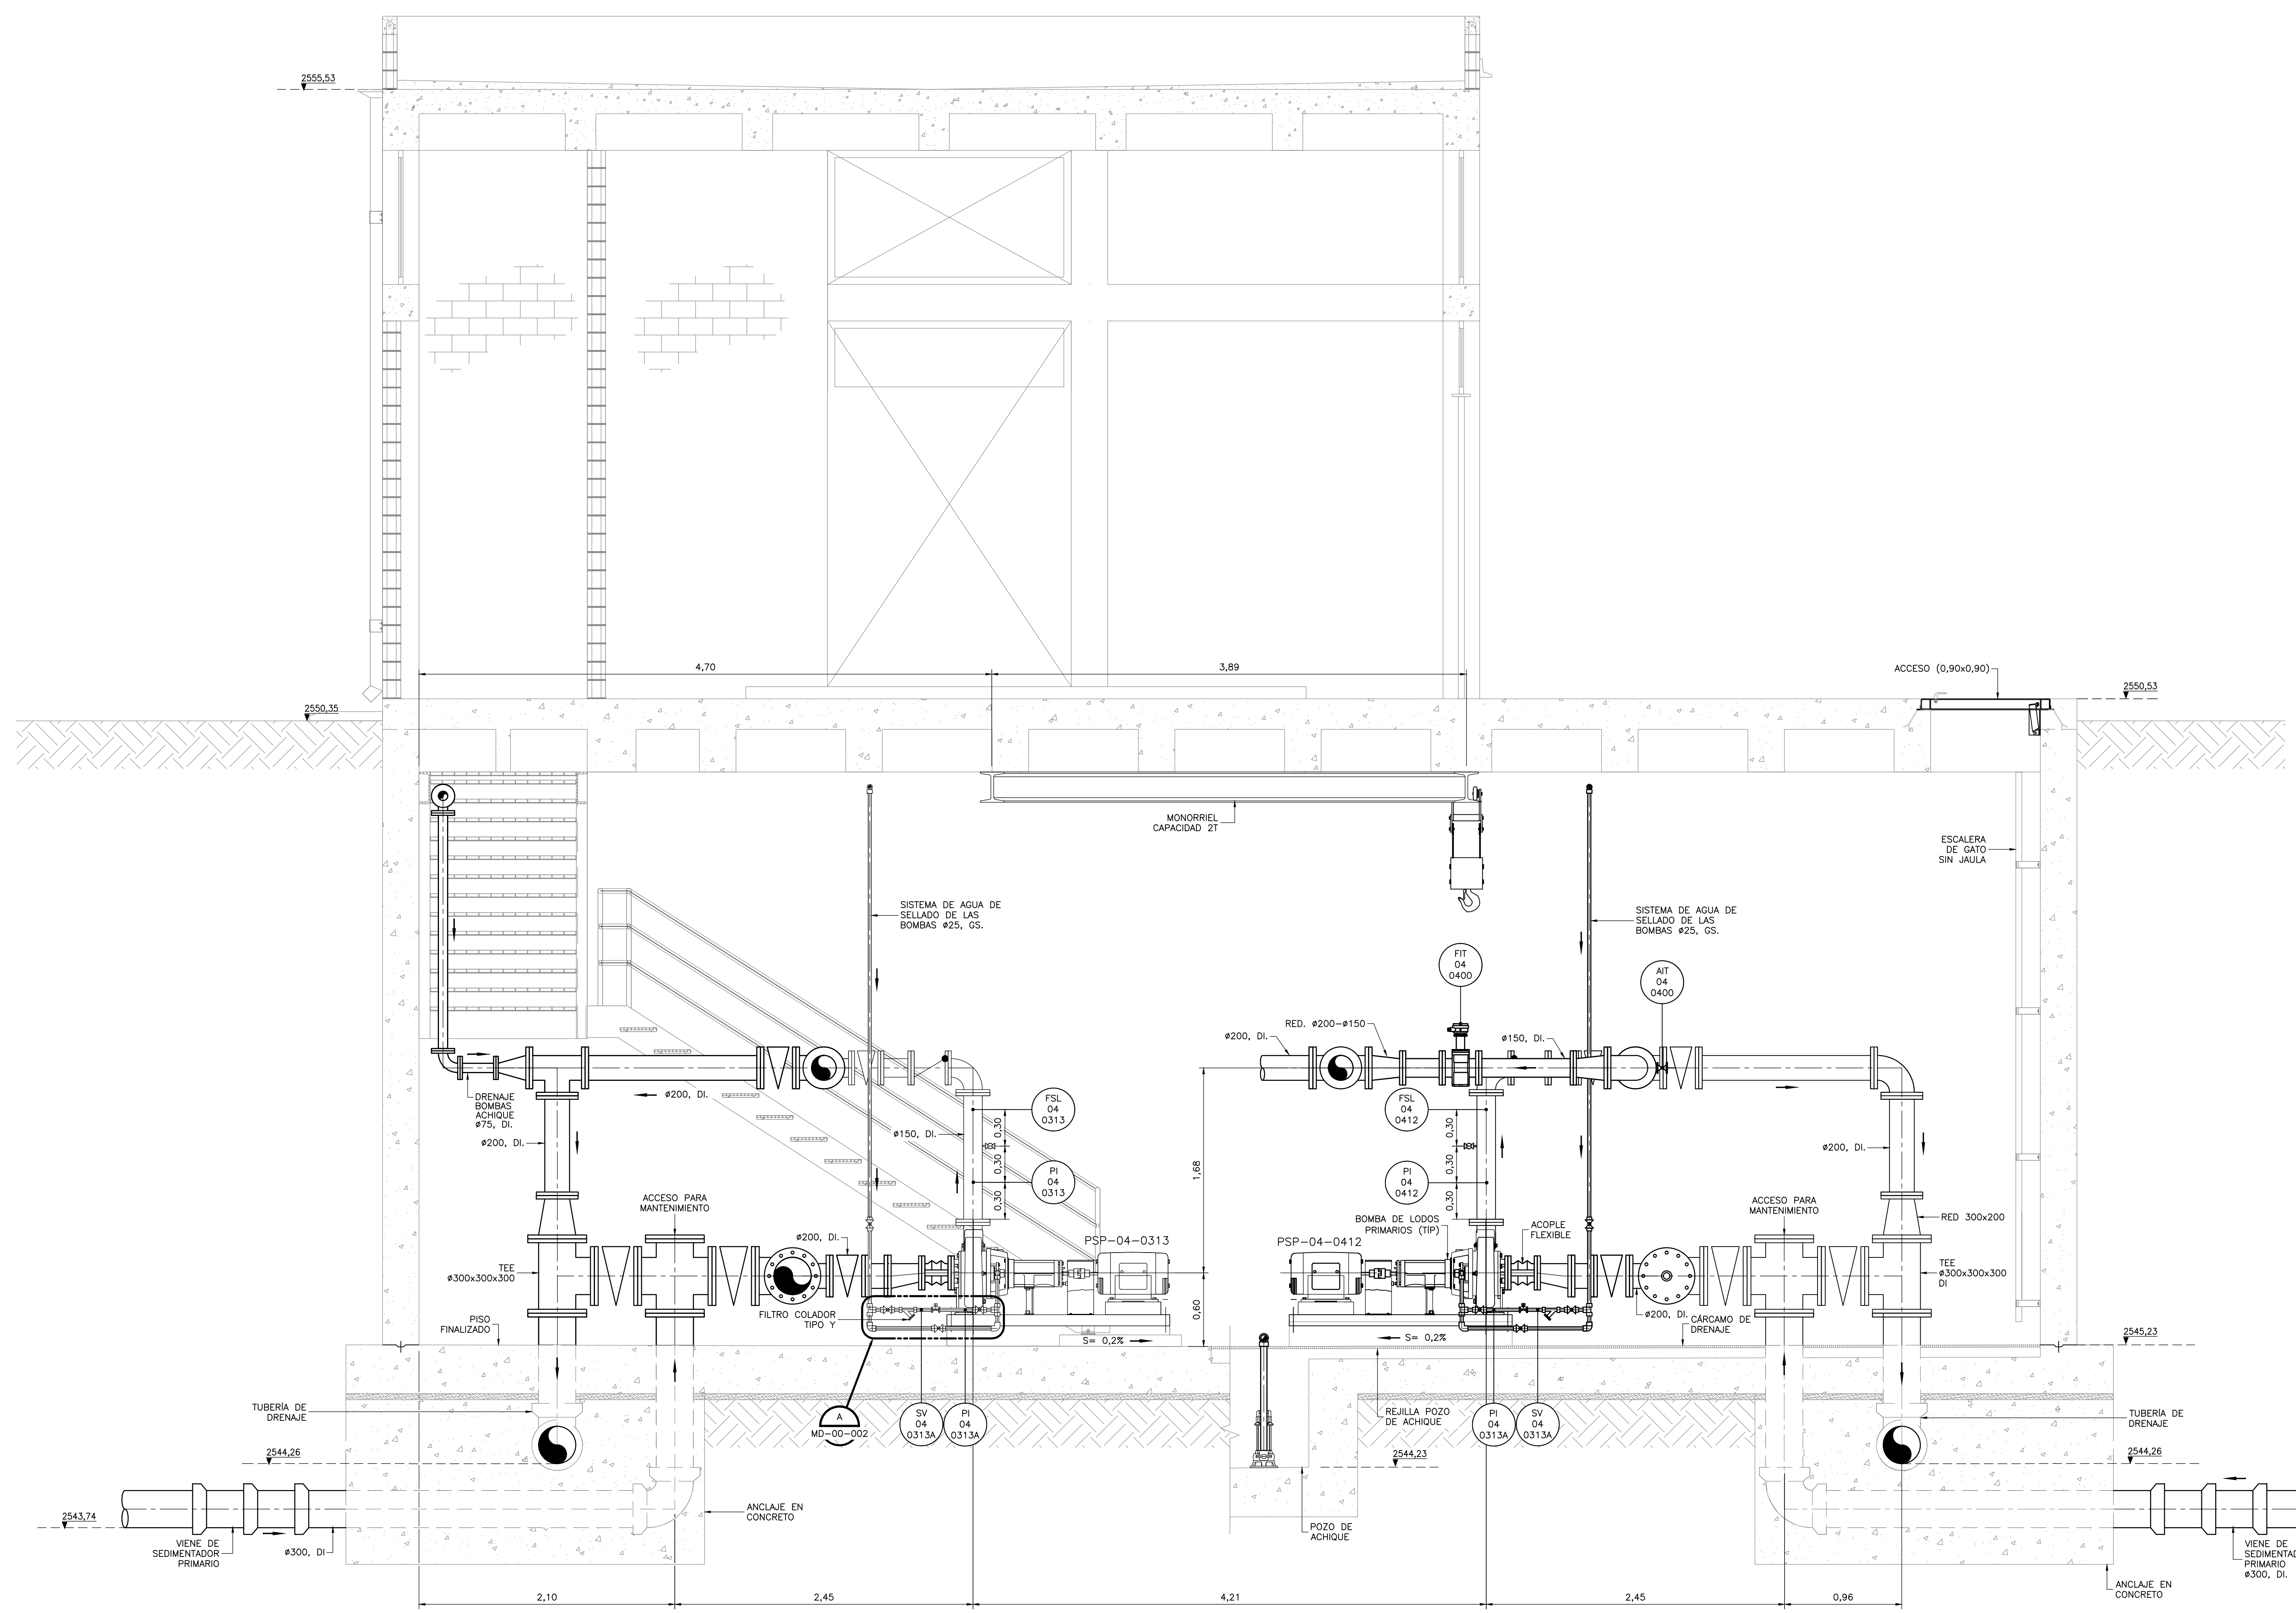 2555,53
4,70
3,89
ACCESO (0,90x0,90)
2550,53
2550,35
MONORRIEL
CAPACIDAD 2T
ESCALERA
DE GATO
SIN JAULA
SISTEMA DE AGUA DE
SELLADO DE LAS
BOMBAS ø25, GS.
SISTEMA DE AGUA DE
SELLADO DE LAS
BOMBAS ø25, GS.
FIT
04
0400
AIT
04
0400
RED. ø200-ø150
ø200, DI.
ø150, DI.
DRENAJE
BOMBAS
ACHIQUE
ø75, DI.
ø200, DI.
FSL
04
0313
FSL
04
0412
0,30
0,30
0,30
0,30
0,30
0,30
ø200, DI.
ø150, DI.
1,68
ø200, DI.
PI
04
0313
PI
04
0412
ACCESO PARA
MANTENIMIENTO
ACCESO PARA
MANTENIMIENTO
BOMBA DE LODOS
PRIMARIOS (TÍP)
ACOPLE
FLEXIBLE
RED 300x200
ø200, DI.
PSP-04-0313
PSP-04-0412
TEE
ø300x300x300
TEE
ø300x300x300
DI
0,60
FILTRO COLADOR
TIPO Y
ø200, DI.
CÁRCAMO DE
DRENAJE
PISO
FINALIZADO
S= 0,2%
S= 0,2%
2545,23
TUBERÍA DE
DRENAJE
A
MD-00-002
SV
04
0313A
PI
04
0313A
REJILLA POZO
DE ACHIQUE
PI
04
0313A
SV
04
0313A
TUBERÍA DE
DRENAJE
2544,26
2544,23
2544,26
2543,74
ANCLAJE EN
CONCRETO
POZO DE
ACHIQUE
VIENE DE
SEDIMENTADOR
PRIMARIO
ø300, DI
VIENE DE
SEDIMENTAD
PRIMARIO
ø300, DI.
ANCLAJE EN
CONCRETO
2,10
2,45
4,21
2,45
0,96